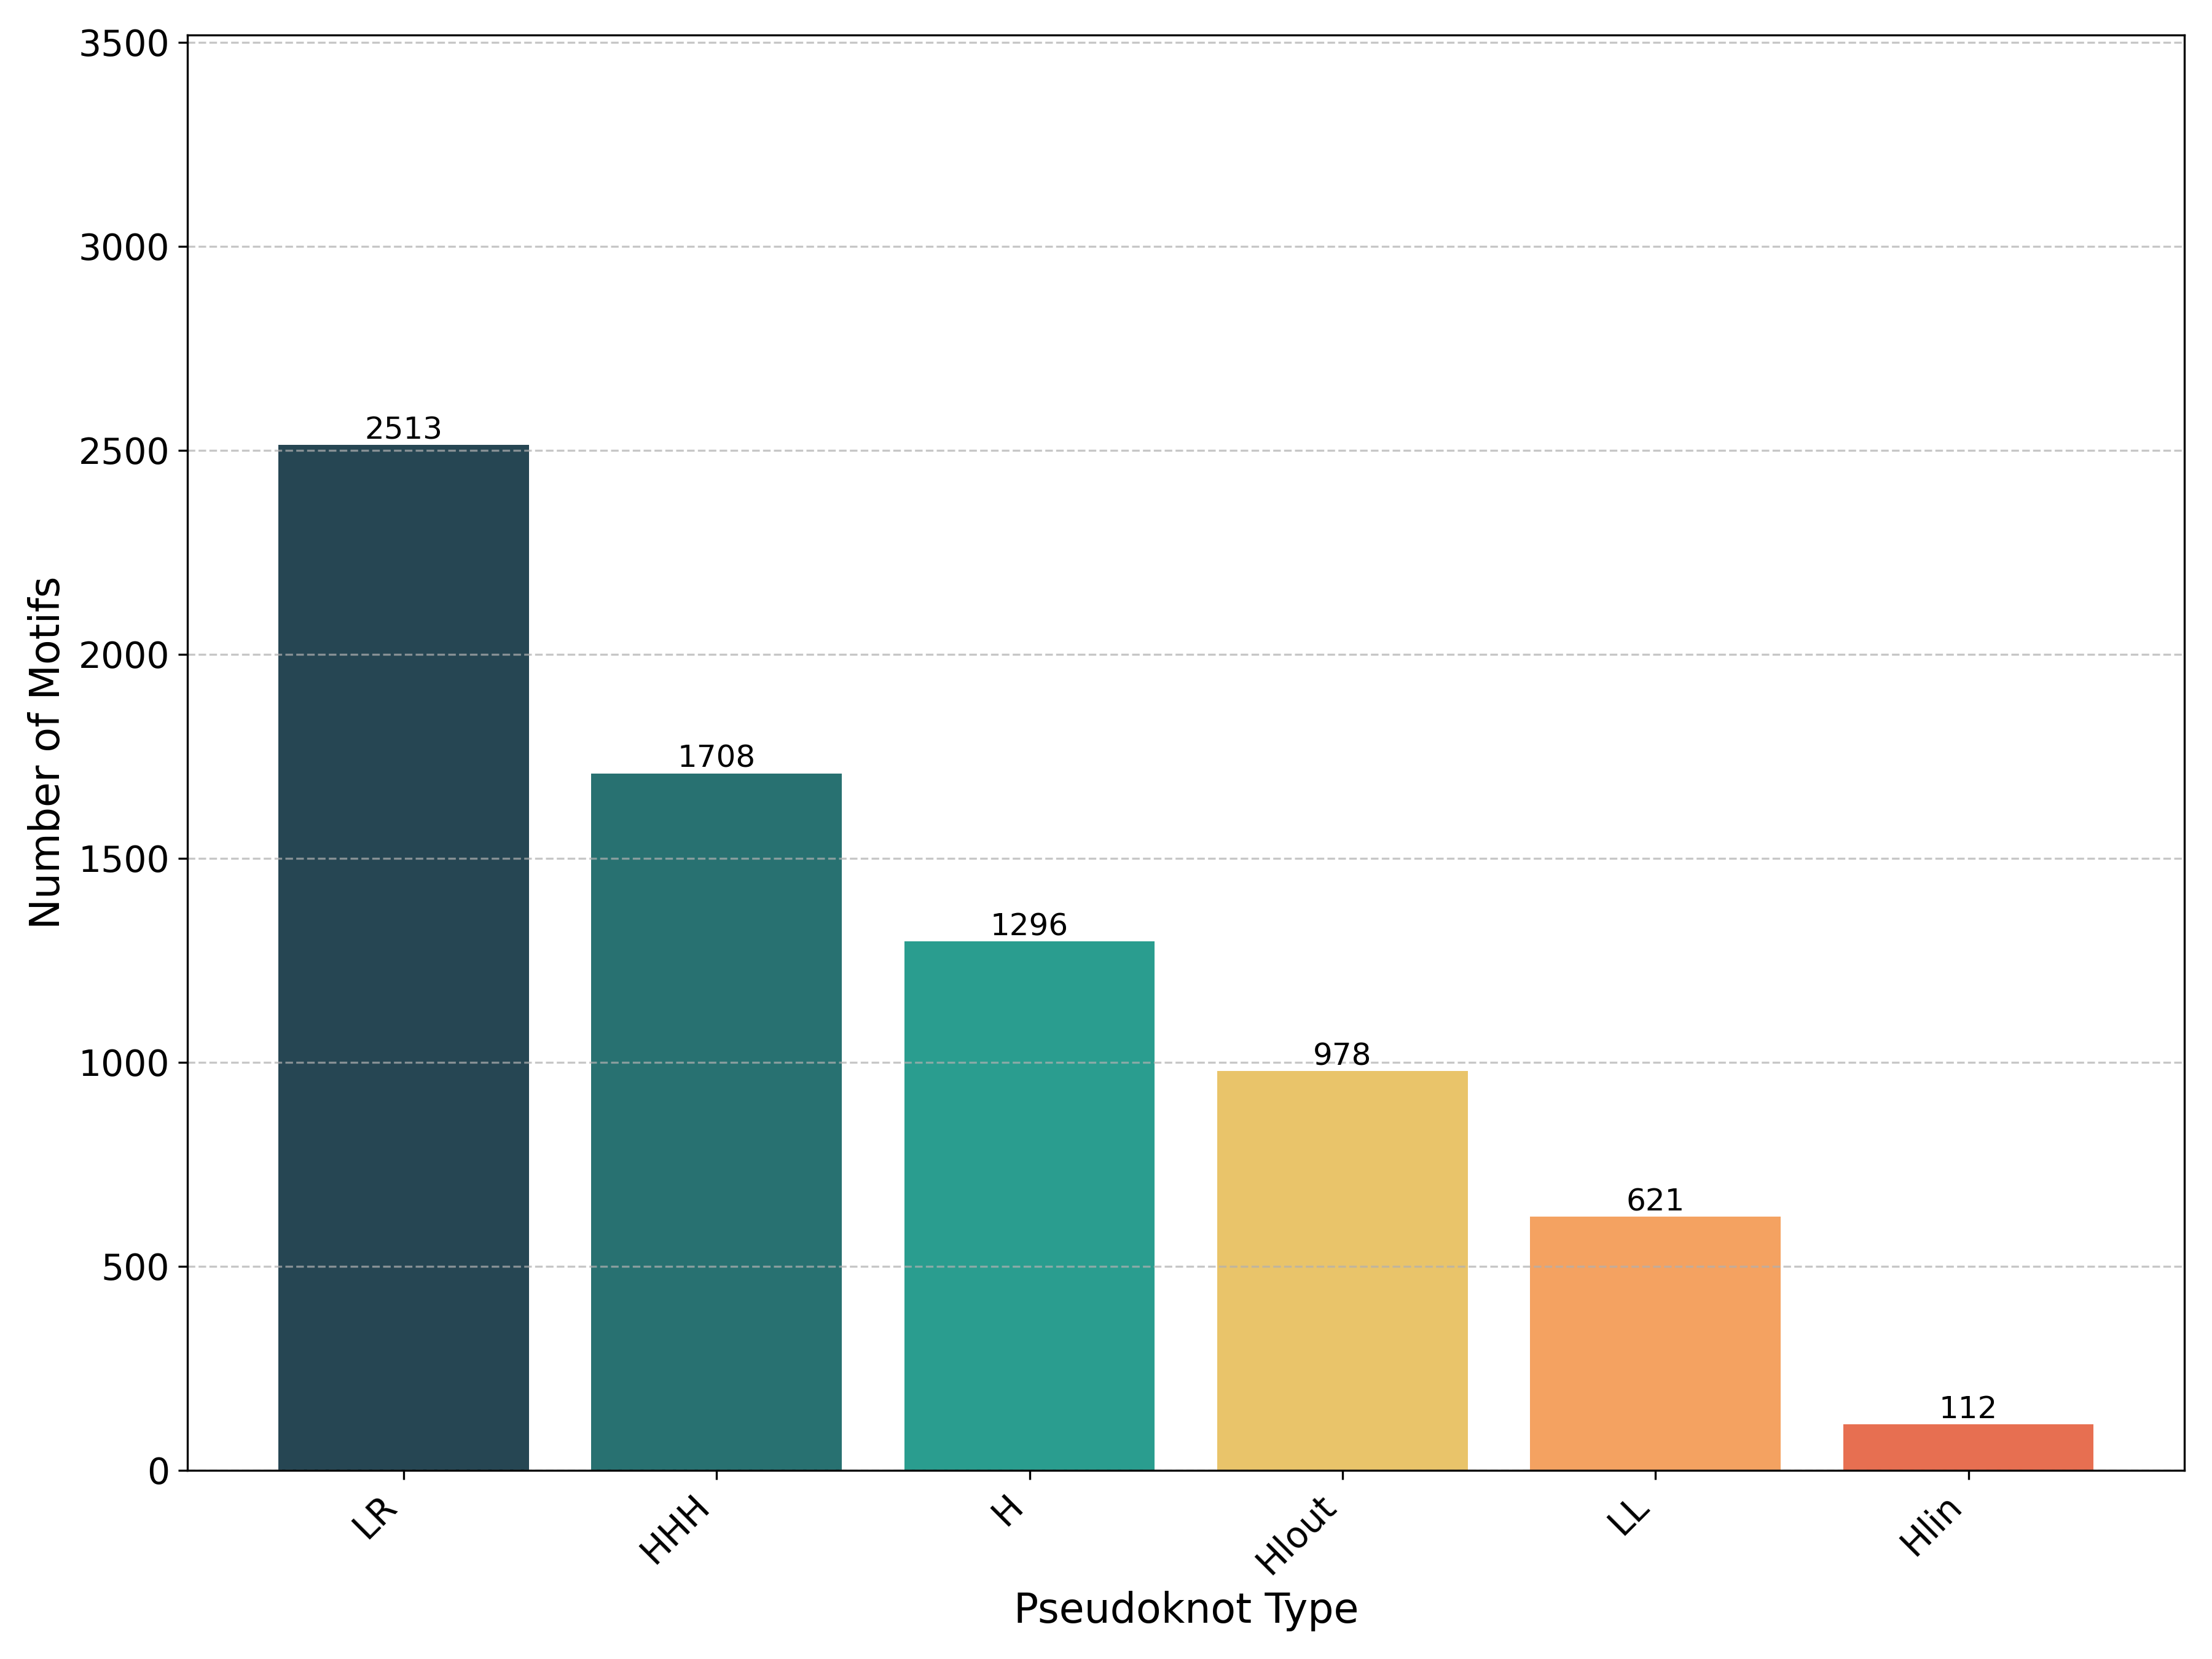 3500
3000
2500
2000
1500
1000
500
0
Number of Motifs
2513
1708
1296
978
621
112
LR
HHH
H
Hlout
LL
Hlin
Pseudoknot Type